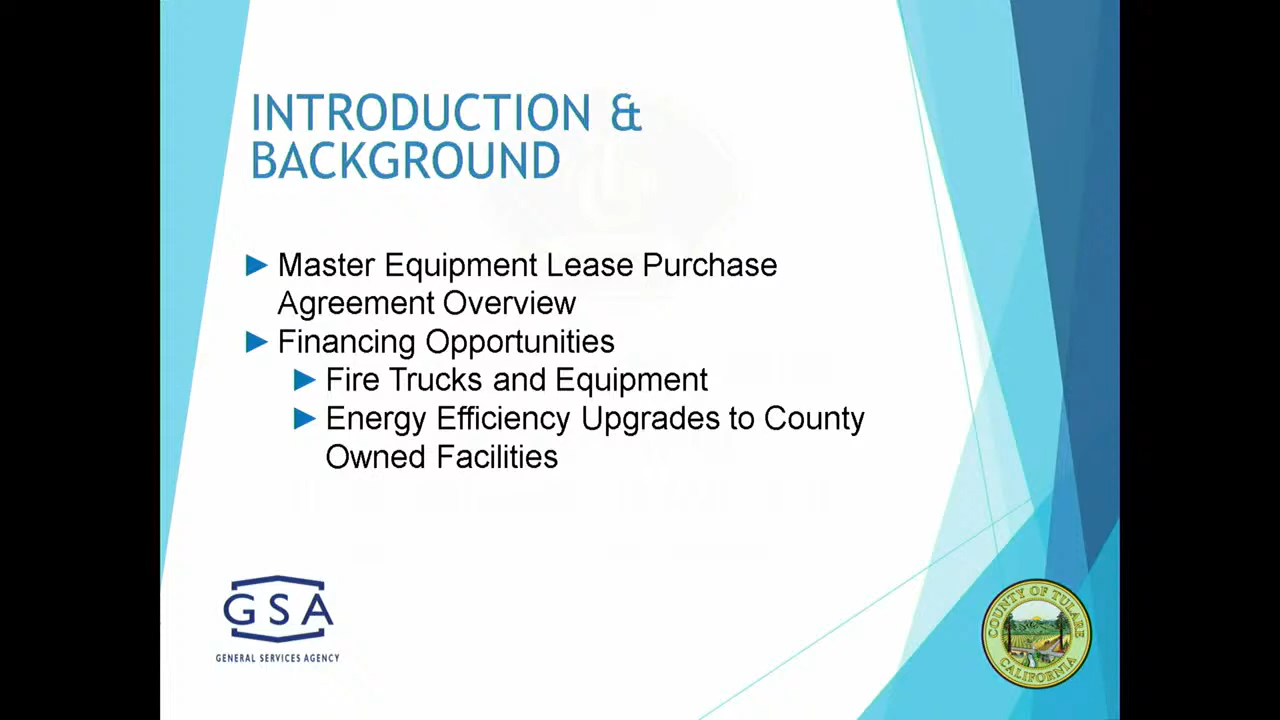 INTRODUCTION &
BACKGROUND
Master Equipment Lease Purchase
Agreement Overview
Financing Opportunities
Fire Trucks and Equipment
Energy Efficiency Upgrades to County
Owned Facilities
GSA
GENERAL SERVICES AGENCY
COUNTY OF TULARE
CALIFORNIA